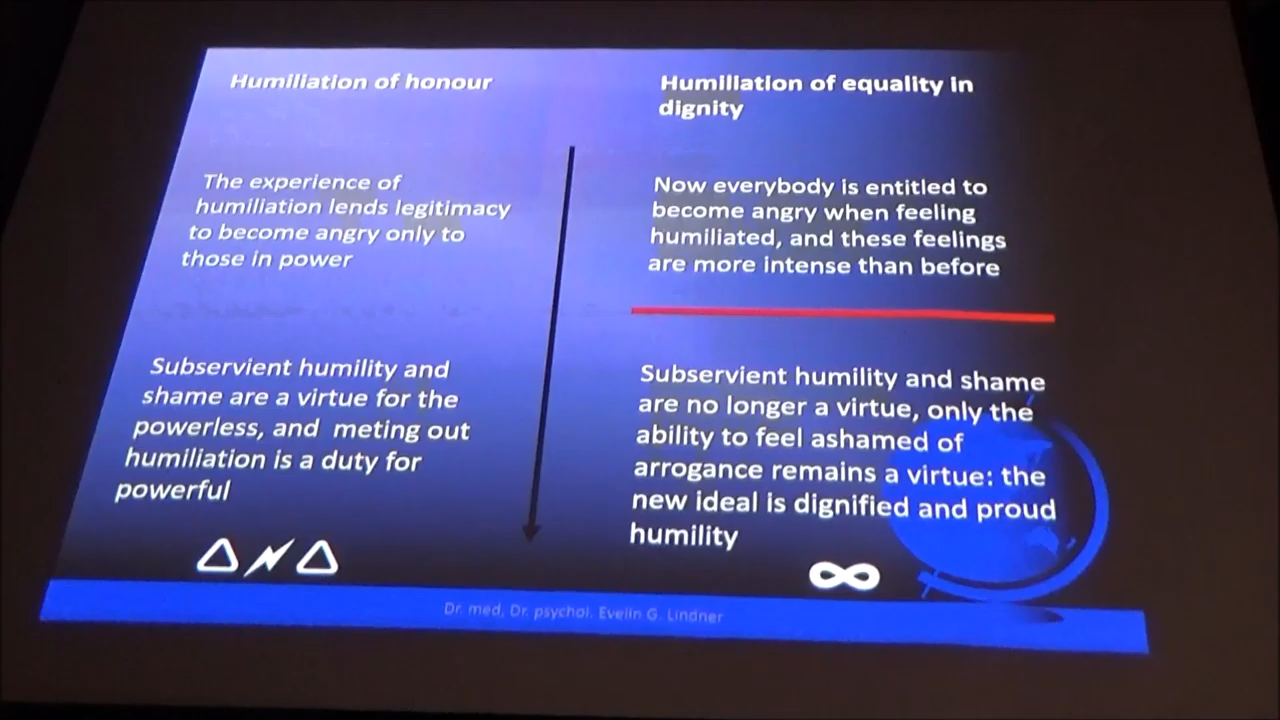 Humiliation of honour
The experience of
humiliation lends legitimacy
to become angry only to
those in power
Subservient humility and
shame are a virtue for the
powerless, and meting out
humiliation is a duty for
powerful
Humiliation of equality in
dignity
Now everybody is entitled to
become angry when feeling
humiliated, and these feelings
are more intense than before
Subservient humility and shame
are no longer a virtue, only the
ability to feel ashamed of
arrogance remains a virtue: the
new ideal is dignified and proud
humility
Dr. med, Dr. psychol. Evelin G. Lindner